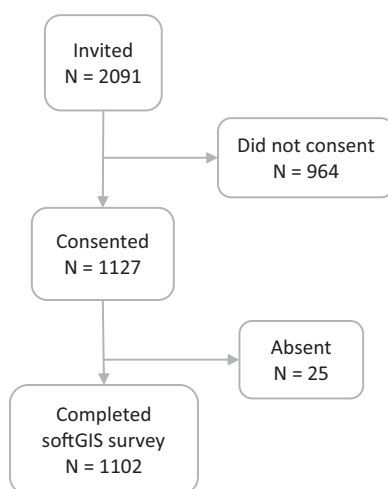 Invited
N = 2091
Did not consent
N = 964
Consented
N = 1127
Absent
N = 25
Completed
softGIS survey
N = 1102